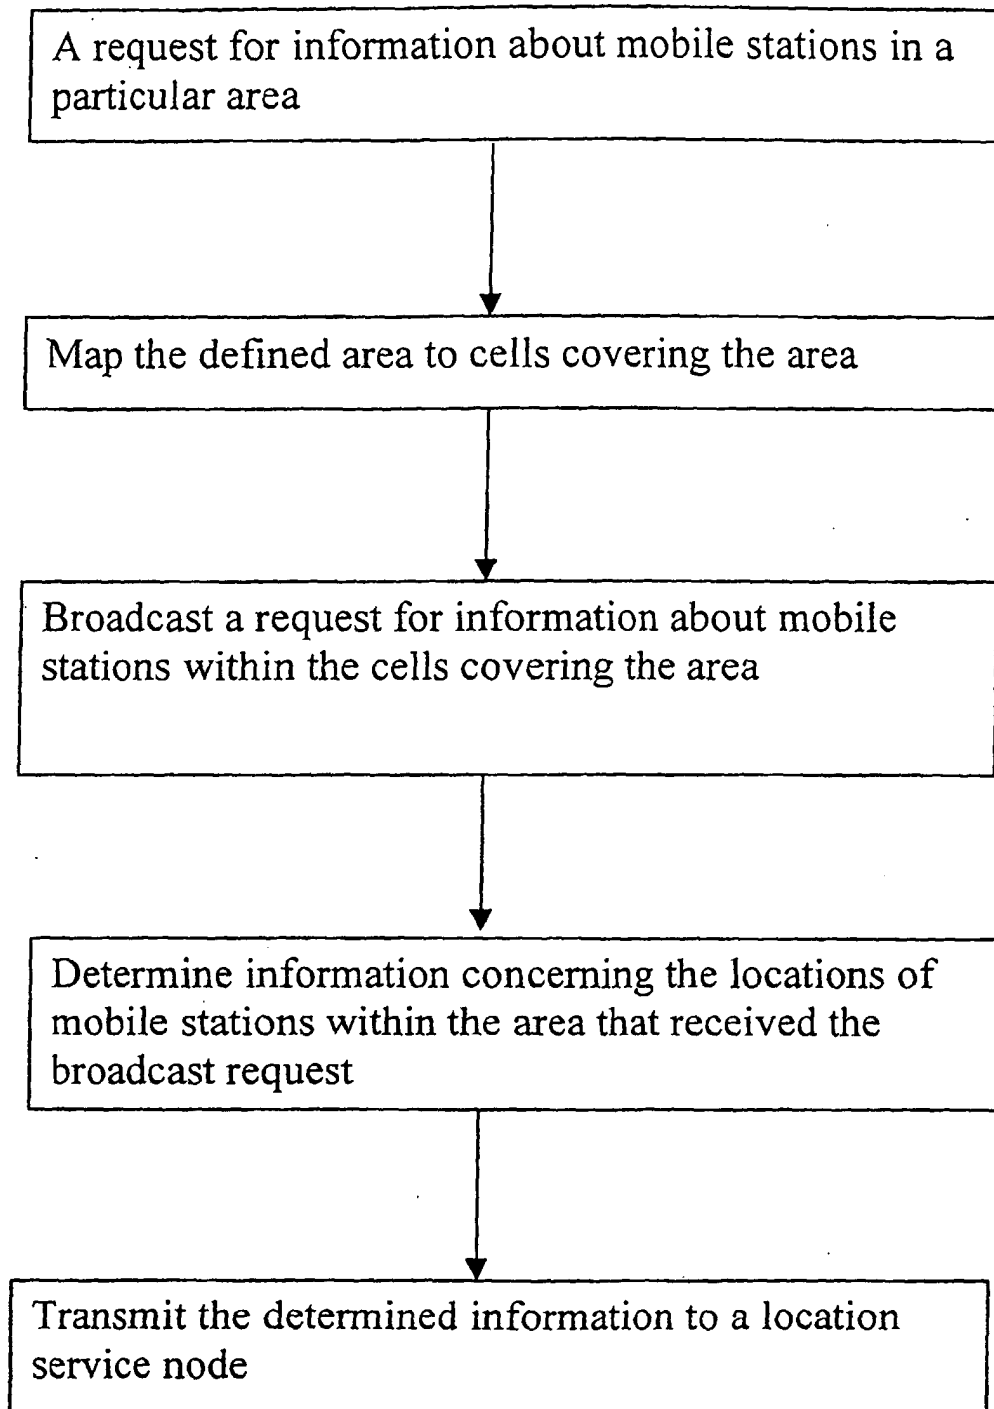 A request for information about mobile stations in a
particular area
Map the defined area to cells covering the area
Broadcast a request for information about mobile
stations within the cells covering the area
Determine information concerning the locations of
mobile stations within the area that received the
broadcast request
Transmit the determined information to a location
service node